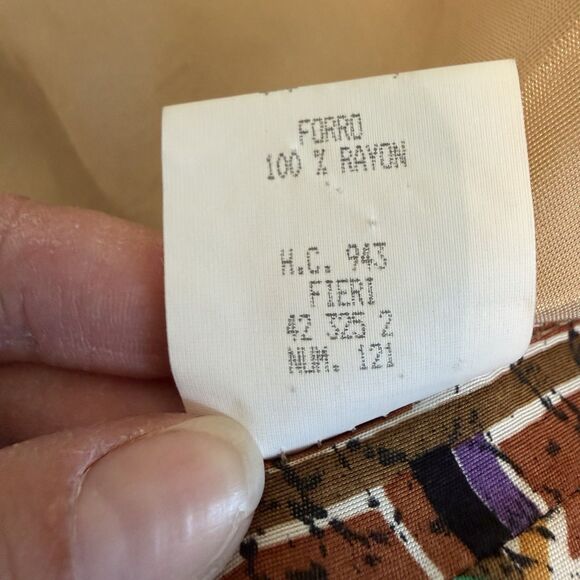 FORRO
100 % RAYON
H.C. 943
FIERI
42 325 2
NUM. 121